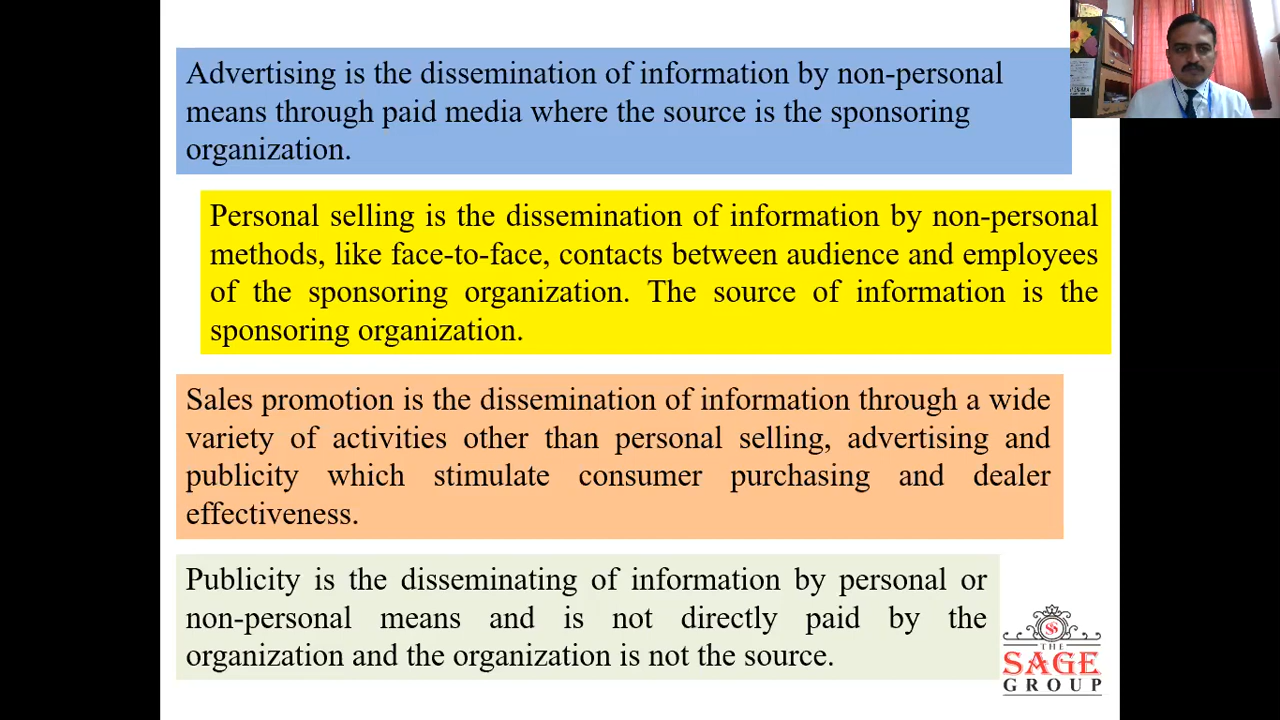 Advertising is the dissemination of information by non-personal
means through paid media where the source is the sponsoring
organization.
Personal selling is the dissemination of information by non-personal
methods, like face-to-face, contacts between audience and employees
of the sponsoring organization. The source of information is the
sponsoring organization.
Sales promotion is the dissemination of information through a wide
variety of activities other than personal selling, advertising and
publicity which stimulate consumer purchasing and dealer
effectiveness.
Publicity is the disseminating of information by personal or
non-personal means and is not directly paid by the
organization and the organization is not the source.
THE
SAGE
GROUP